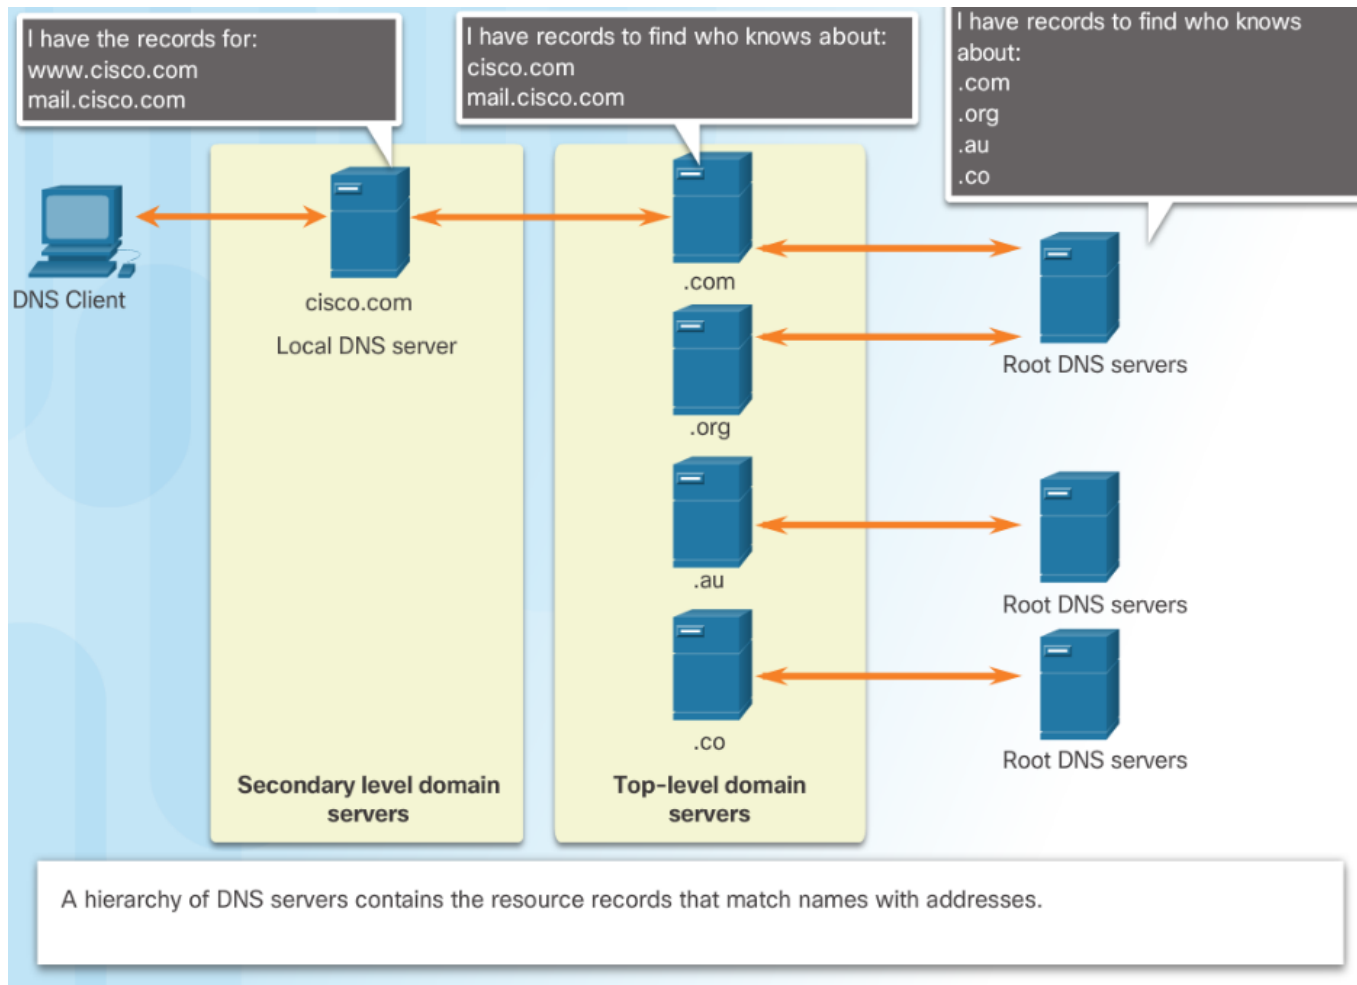 I have the records for:
www.cisco.com
mail.cisco.com
I have records to find who knows about:
cisco.com
mail.cisco.com
I have records to find who knows
about:
.com
.org
.au
.co
DNS Client
cisco.com
Local DNS server
.com
.org
.au
.co
Root DNS servers
Root DNS servers
Root DNS servers
Secondary level domain
servers
Top-level domain
servers
A hierarchy of DNS servers contains the resource records that match names with addresses.